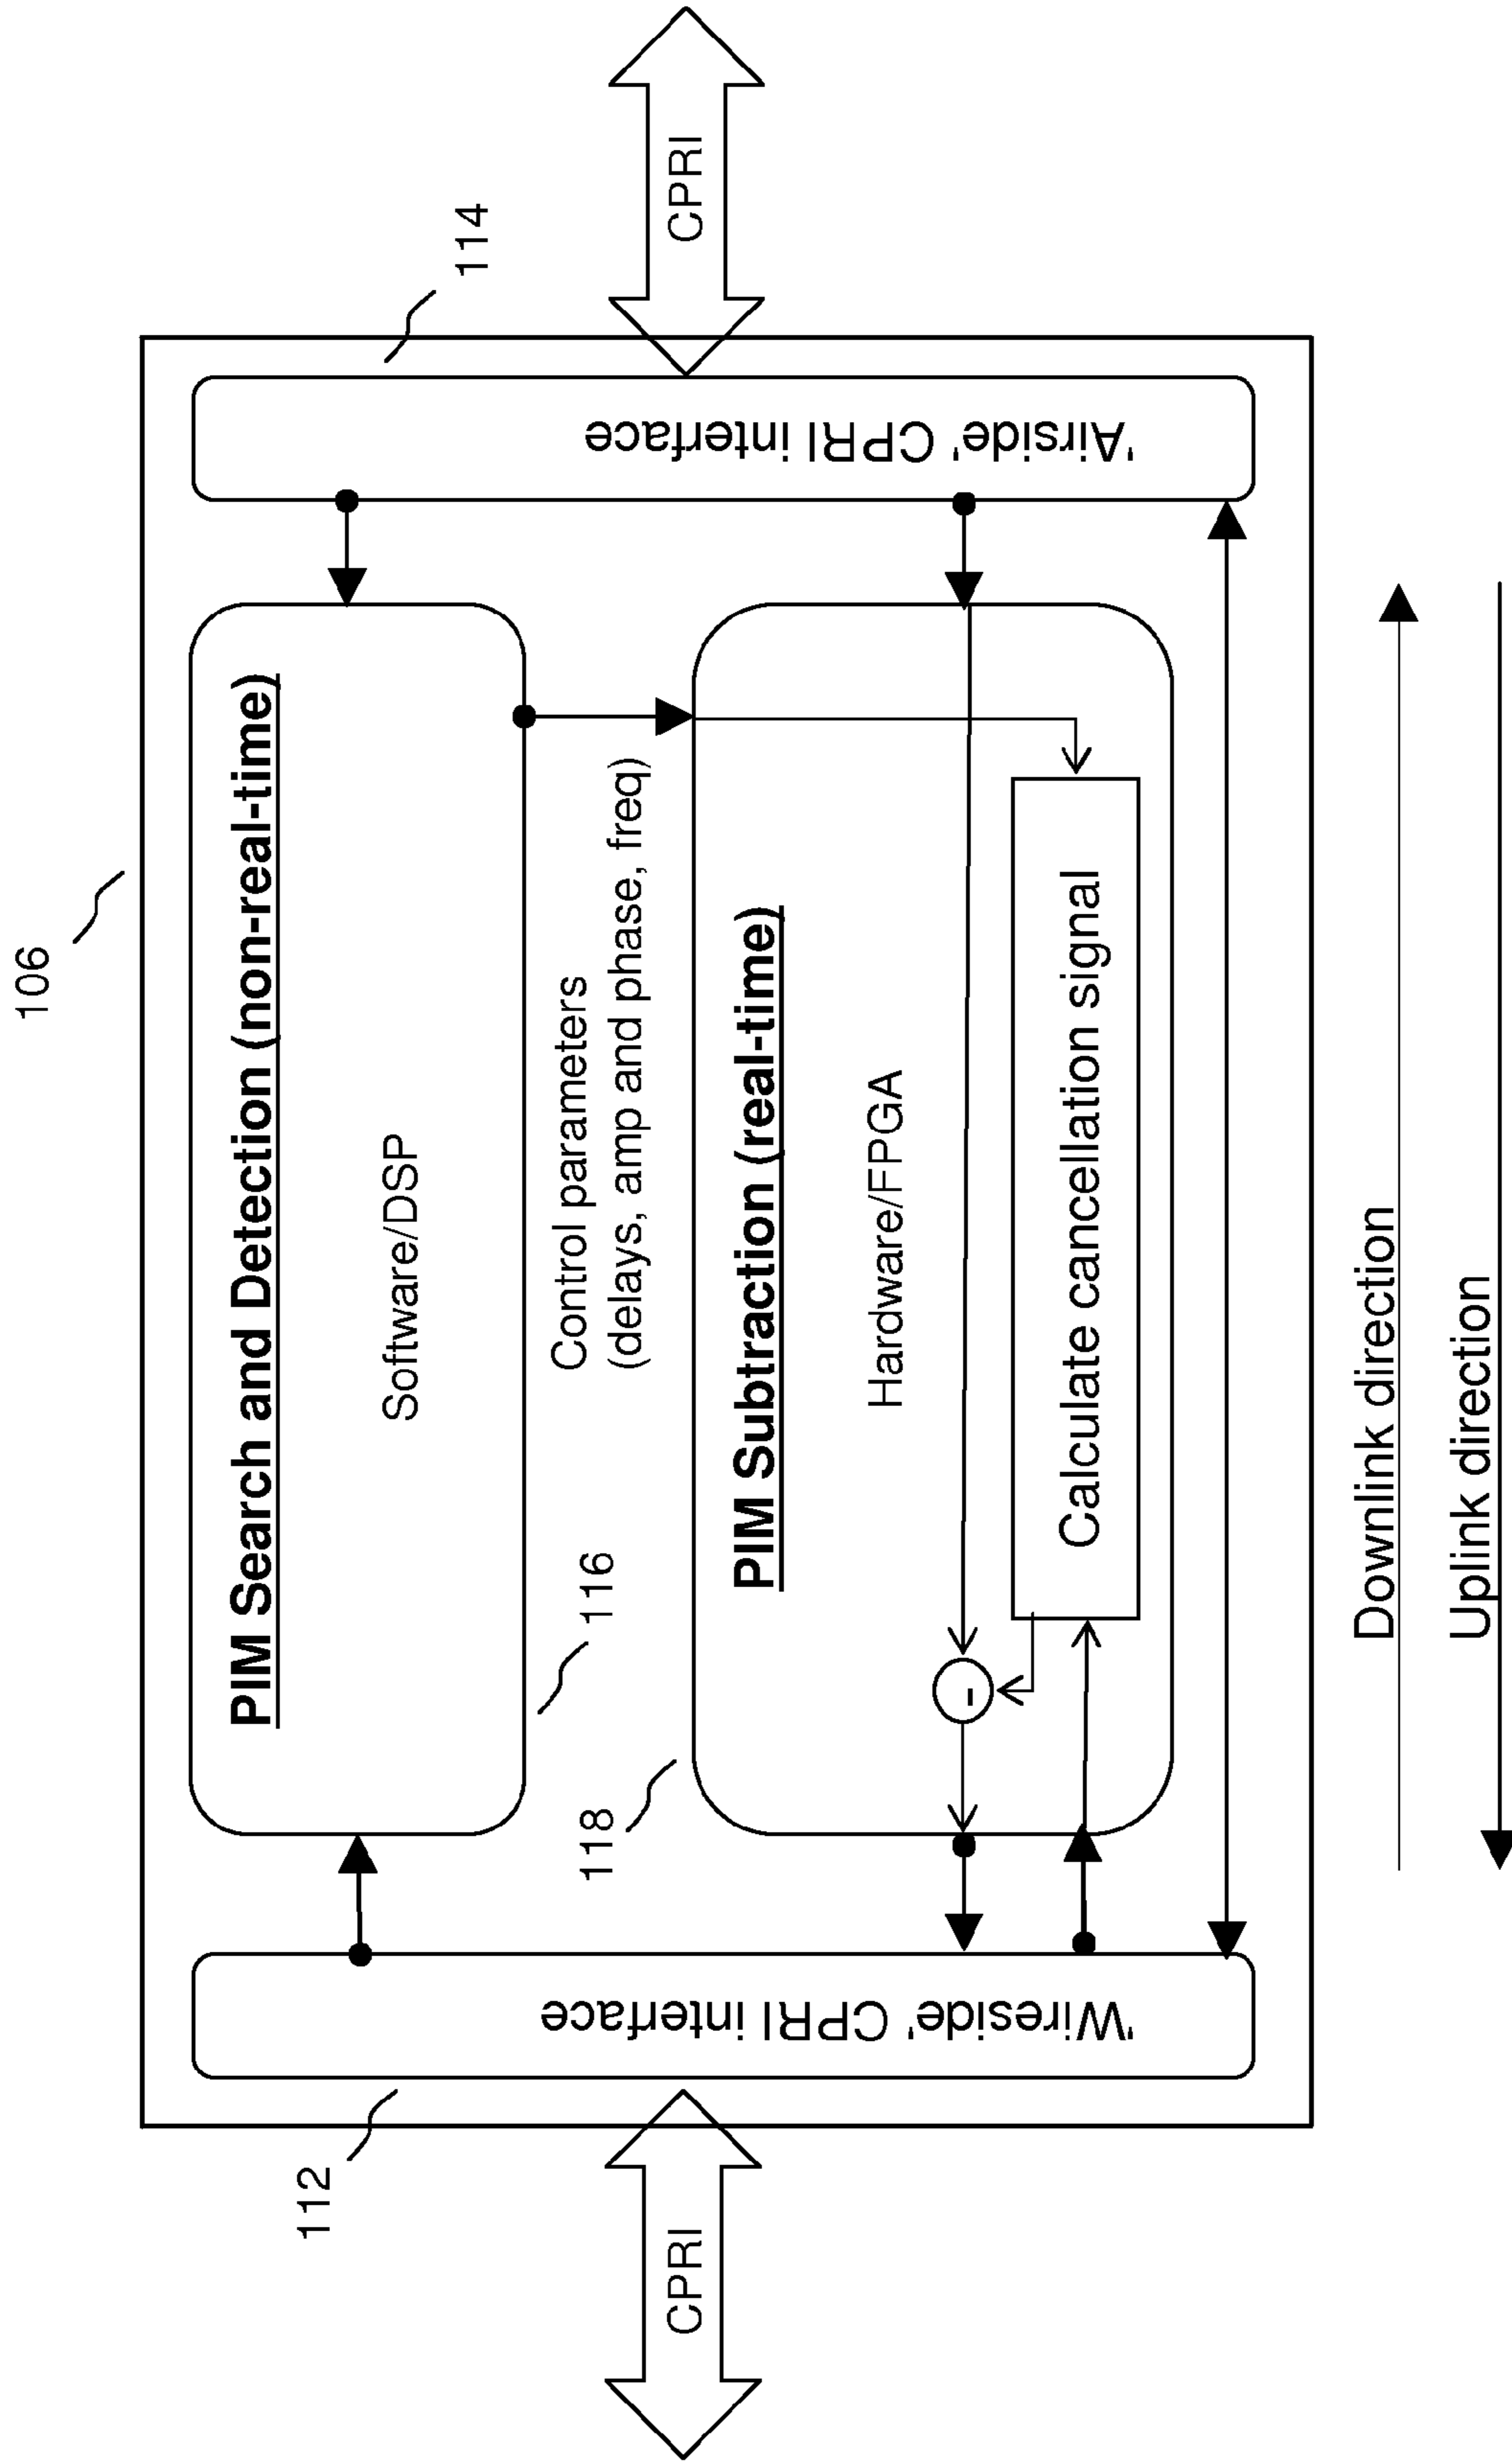 106
PIM Search and Detection (non-real-time)
Software/DSP
114
112
'Wireside' CPRI interface
'Airside' CPRI interface
116
Control parameters
(delays, amp and phase, freq)
118
CPRI
CPRI
PIM Subtraction (real-time)
Hardware/FPGA
-
Calculate cancellation signal
Downlink direction
Uplink direction